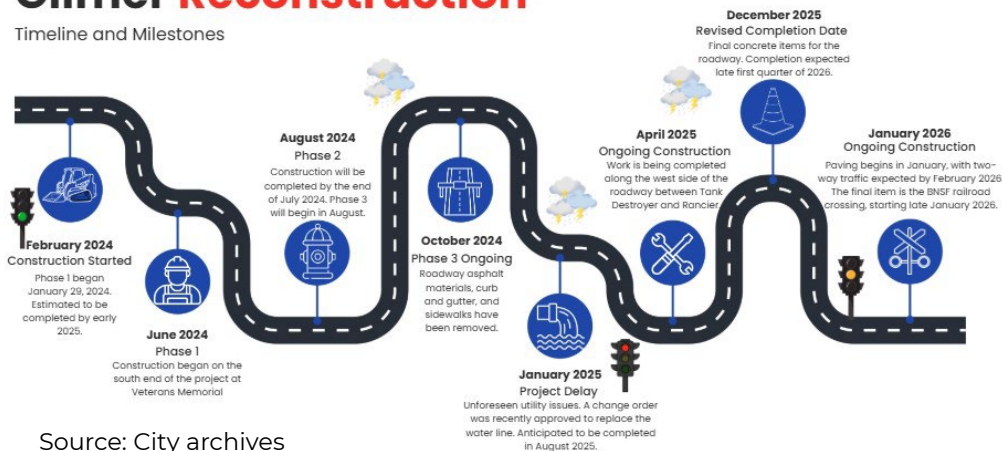 Gilmer Reconstruction
Timeline and Milestones
February 2024
Construction Started
Phase 1 began
January 29, 2024.
Estimated to be
completed by early
2025.
June 2024
Phase 1
Construction began on the
south end of the project at
Veterans Memorial
August 2024
Phase 2
Construction will be
completed by the end
of July 2024. Phase 3
will begin in August.
October 2024
Phase 3 Ongoing
Roadway asphalt
materials, curb
and gutter, and
sidewalks have
been removed.
January 2025
Project Delay
Unforeseen utility issues. A change order
was recently approved to replace the
water line. Anticipated to be completed
in August 2025.
April 2025
Ongoing Construction
Work is being completed
along the west side of the
roadway between Tank
Destroyer and Rancier.
December 2025
Revised Completion Date
Final concrete items for the
roadway. Completion expected
late first quarter of 2026.
January 2026
Ongoing Construction
Paving begins in January, with two-
way traffic expected by February 2026
The final item is the BNSF railroad
crossing, starting late January 2026.
Source: City archives